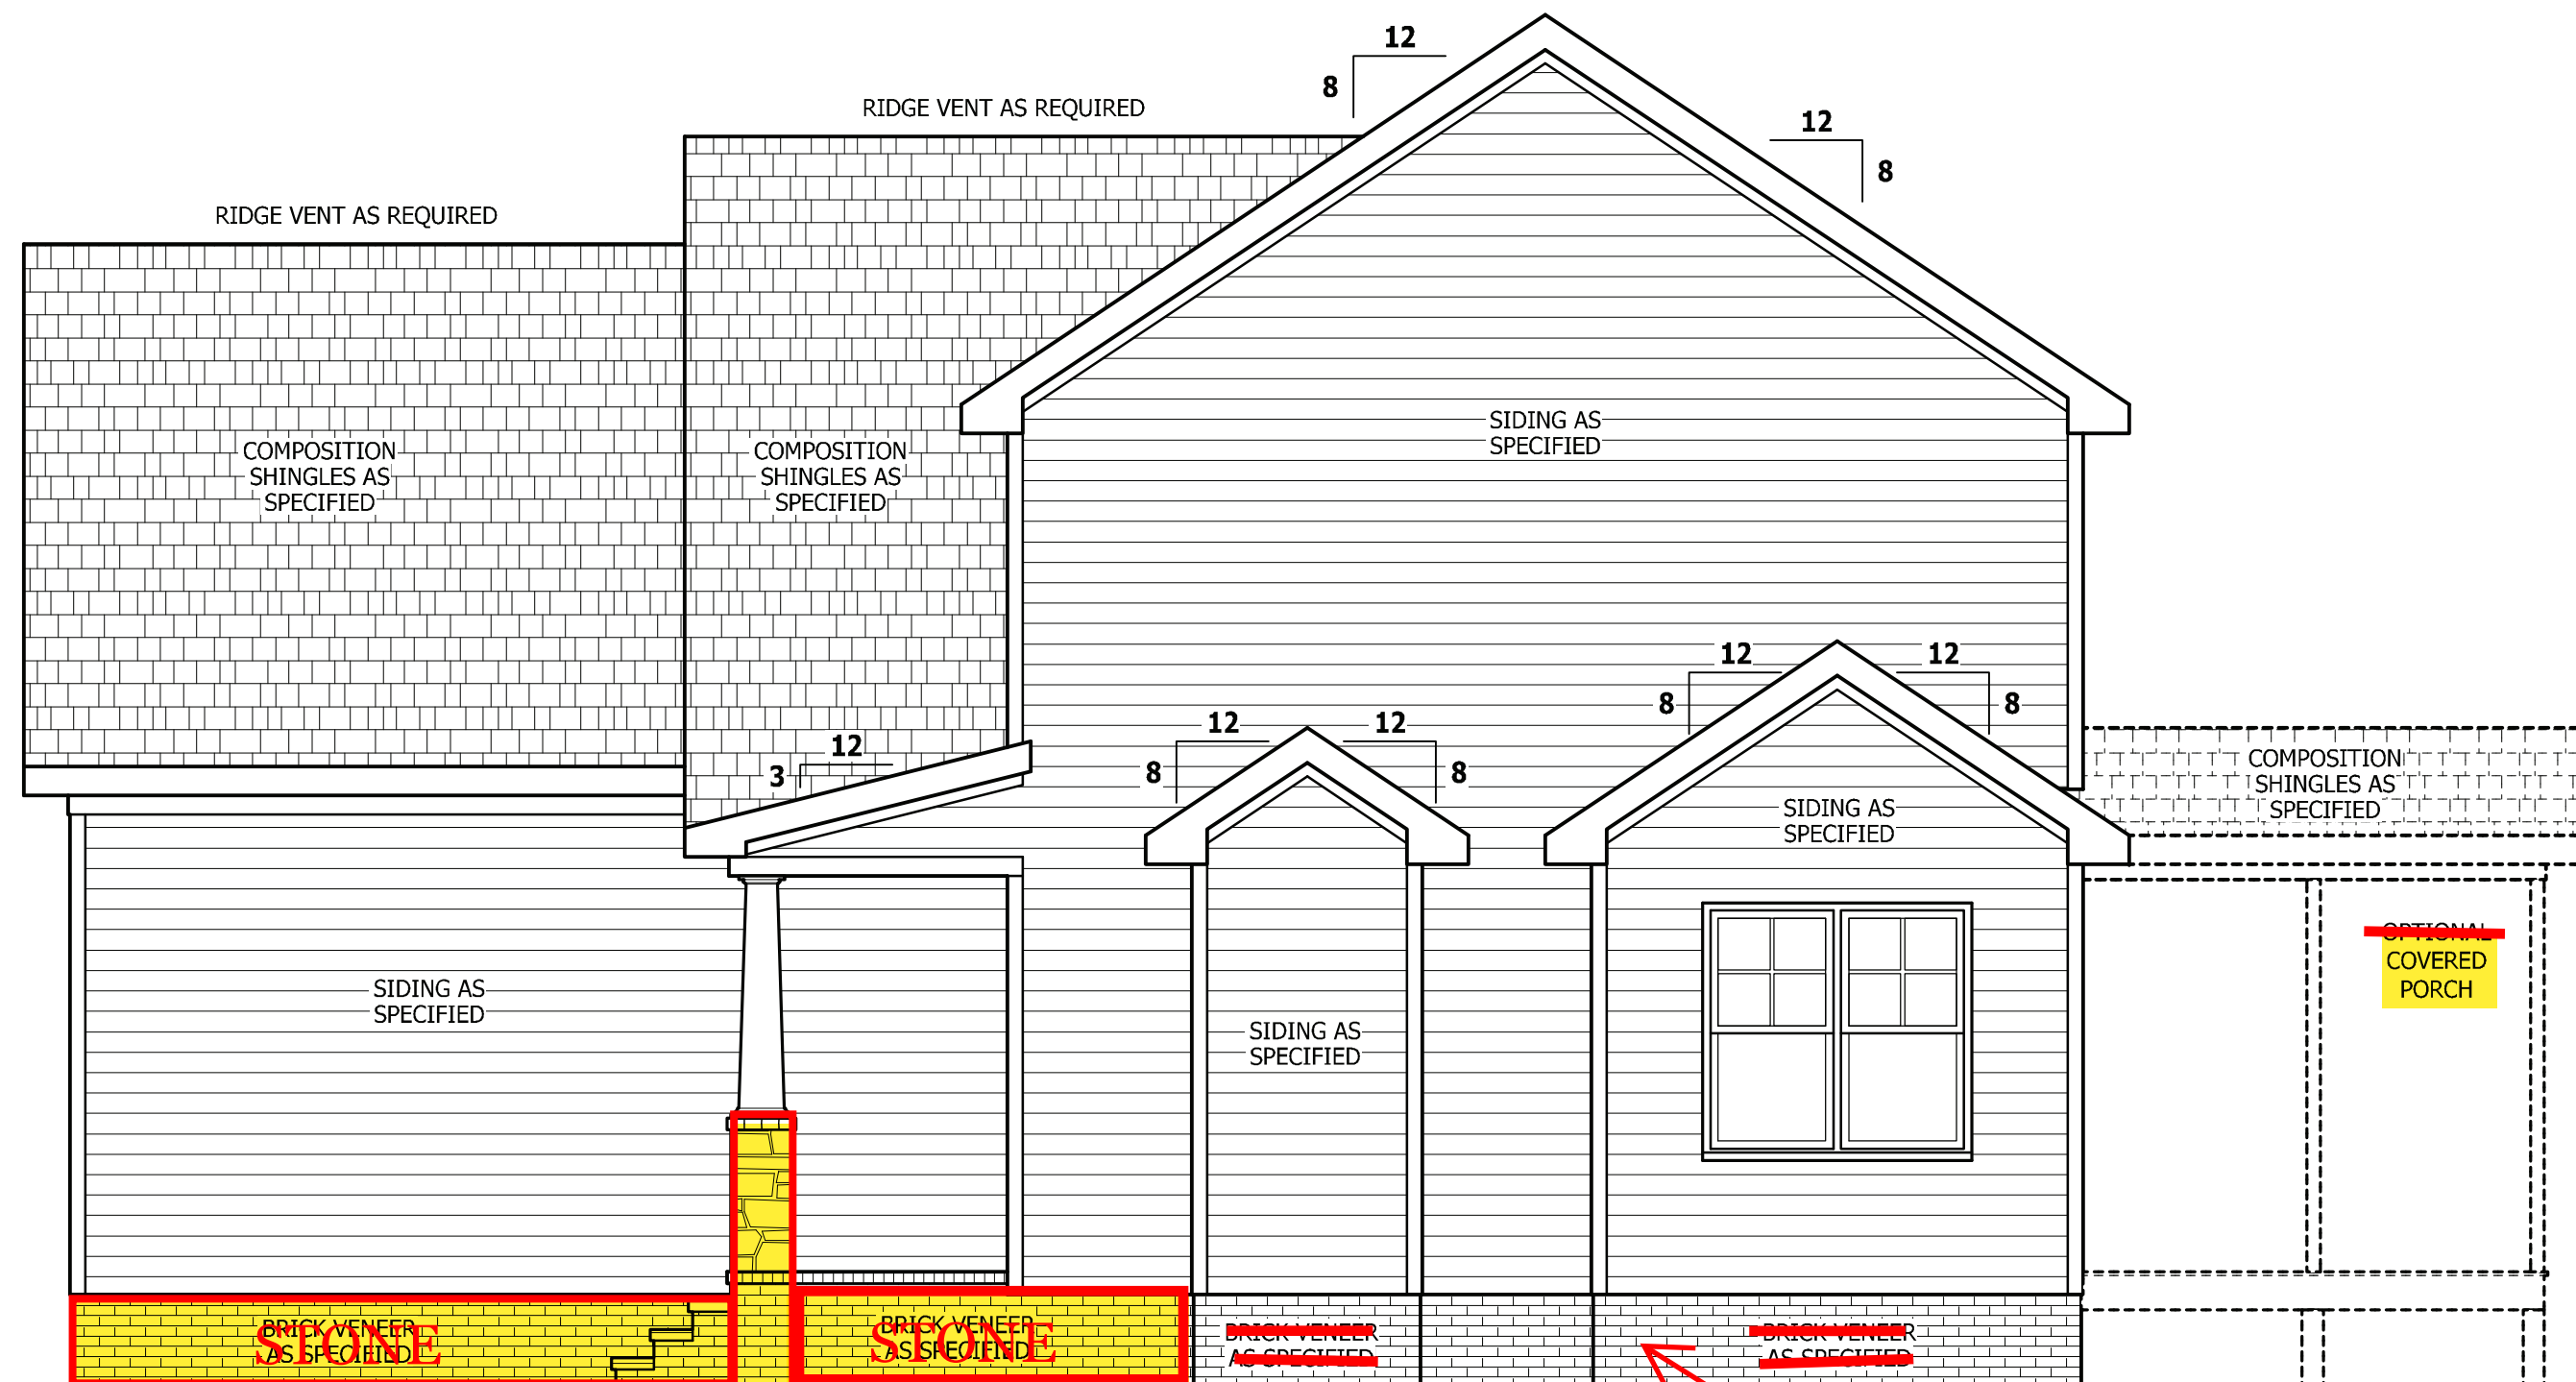 12
8
RIDGE VENT AS REQUIRED
12
8
RIDGE VENT AS REQUIRED
SIDING AS
SPECIFIED
COMPOSITION
SHINGLES AS
SPECIFIED
COMPOSITION
SHINGLES AS
SPECIFIED
12
8
12
8
12
8
12
8
12
3
COMPOSITION
SHINGLES AS
SPECIFIED
SIDING AS
SPECIFIED
OPTIONAL
COVERED
PORCH
SIDING AS
SPECIFIED
SIDING AS
SPECIFIED
BRICK VENEER
AS SPECIFIED
STONE
BRICK VENEER
AS SPECIFIED
STONE
BRICK VENEER
AS SPECIFIED
BRICK VENEER
AS SPECIFIED